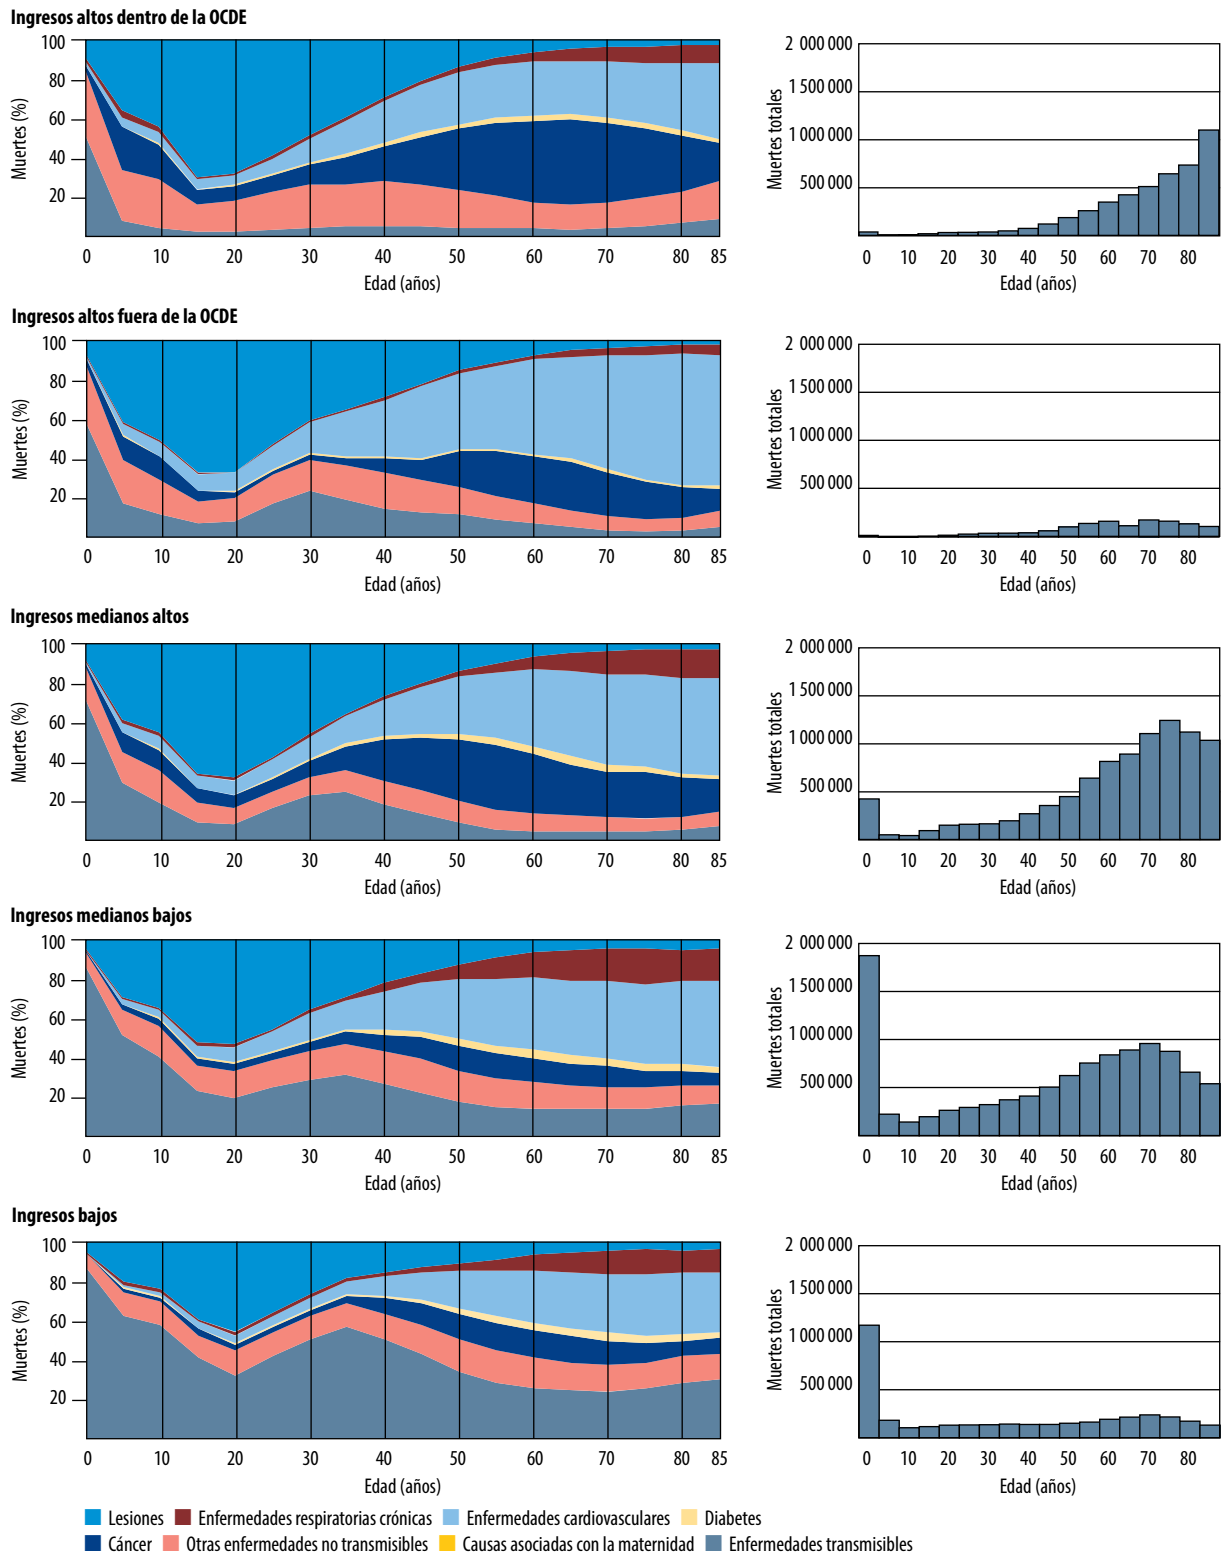 Ingresos altos dentro de la OCDE
100
80
60
40
20
Muertes (%)
0 10 20 30 40 50 60 70 80 85
Edad (años)
2 000 000
1 500 000
1 000 000
500 000
Muertes totales
0 10 20 30 40 50 60 70 80
Edad (años)
Ingresos altos fuera de la OCDE
100
80
60
40
20
Muertes (%)
0 10 20 30 40 50 60 70 80 85
Edad (años)
2 000 000
1 500 000
1 000 000
500 000
Muertes totales
0 10 20 30 40 50 60 70 80
Edad (años)
Ingresos medianos altos
100
80
60
40
20
Muertes (%)
0 10 20 30 40 50 60 70 80 85
Edad (años)
2 000 000
1 500 000
1 000 000
500 000
Muertes totales
0 10 20 30 40 50 60 70 80
Edad (años)
Ingresos medianos bajos
100
80
60
40
20
Muertes (%)
0 10 20 30 40 50 60 70 80 85
Edad (años)
2 000 000
1 500 000
1 000 000
500 000
Muertes totales
0 10 20 30 40 50 60 70 80
Edad (años)
Ingresos bajos
100
80
60
40
20
Muertes (%)
0 10 20 30 40 50 60 70 80 85
Edad (años)
2 000 000
1 500 000
1 000 000
500 000
Muertes totales
0 10 20 30 40 50 60 70 80
Edad (años)
Lesiones Enfermedades respiratorias crónicas Enfermedades cardiovasculares Diabetes
Cáncer Otras enfermedades no transmisibles Causas asociadas con la maternidad Enfermedades transmisibles